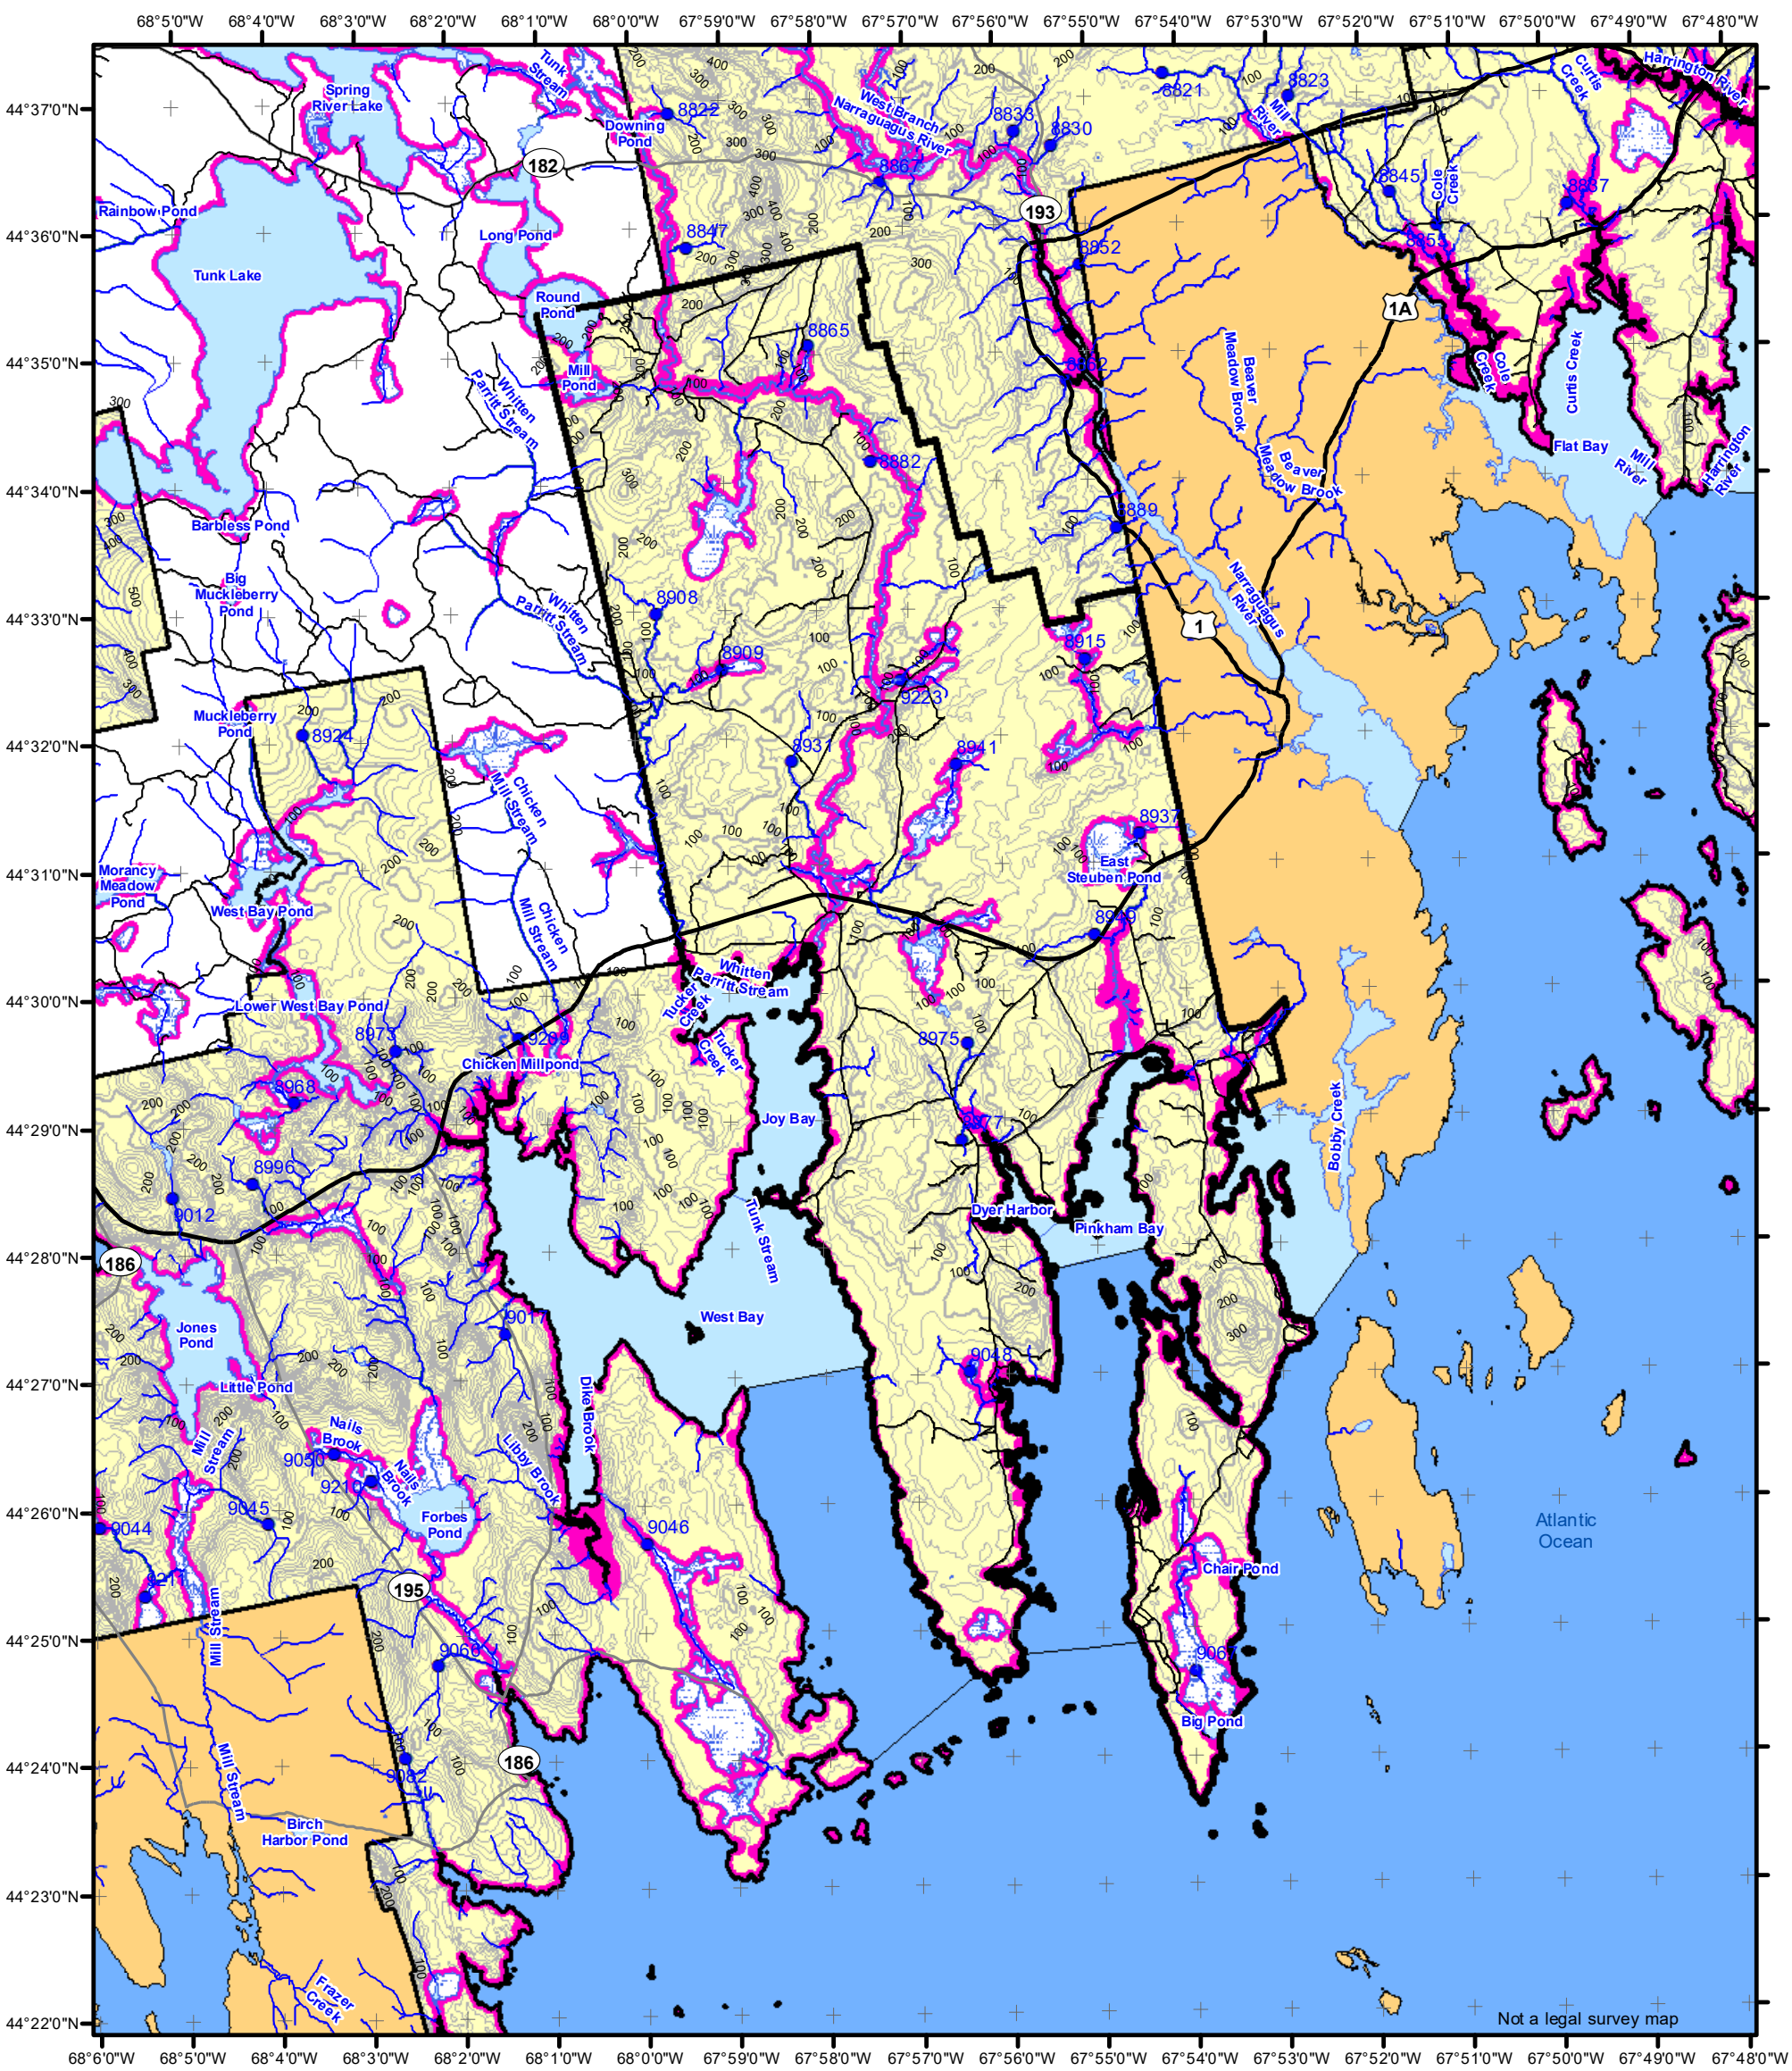 68°5'0"W 68°4'0"W 68°3'0"W 68°2'0"W 68°1'0"W 68°0'0"W 67°59'0"W 67°58'0"W 67°57'0"W 67°56'0"W 67°55'0"W 67°54'0"W 67°53'0"W 67°52'0"W 67°51'0"W 67°50'0"W 67°49'0"W 67°48'0"W
44°37'0"N
44°36'0"N
44°35'0"N
44°34'0"N
44°33'0"N
44°32'0"N
44°31'0"N
44°30'0"N
44°29'0"N
44°28'0"N
44°27'0"N
44°26'0"N
44°25'0"N
44°24'0"N
44°23'0"N
44°22'0"N
Spring
River Lake
Tunk
Stream
Downing
Pond
8822
West Branch
Narraguagus River
8833
8830
8821
8823
Mill
River
Curtis
Creek
Harrington River
182
Rainbow Pond
Long Pond
Tunk Lake
8847
8867
193
8852
8845
Cole
Creek
8887
1A
Round
Pond
Mill
Pond
8865
Whitten
Parritt Stream
8882
8889
Beaver
Meadow Brook
Beaver
Meadow Brook
Cole
Creek
Curtis Creek
Flat Bay
Mill
River
Harrington
River
Barbless Pond
Big
Muckleberry
Pond
Whitten
Parritt Stream
8908
8909
8915
1
Narraguagus
River
9223
Muckleberry
Pond
8924
8931
8941
8937
Chicken
Mill Stream
Morancy
Meadow
Pond
West Bay Pond
Chicken
Mill Stream
East
Steuben Pond
8949
Lower West Bay Pond
Whitten
Parritt Stream
Tucker
Creek
Tucker
Creek
8973
9209
Chicken Millpond
8975
8968
Joy Bay
8977
Bobby Creek
8996
9012
Tunk Stream
Dyer Harbor
Pinkham Bay
186
Jones
Pond
9017
West Bay
9048
Little Pond
Mill
Stream
Nails
Brook
9050
9210
Nails
Brook
Libby Brook
Dike Brook
Forbes
Pond
9045
9044
9046
Atlantic
Ocean
Chair Pond
195
Mill Stream
9060
9067
Big Pond
186
9082
Mill Stream
Birch
Harbor Pond
Frazer
Creek
Not a legal survey map
68°6'0"W 68°5'0"W 68°4'0"W 68°3'0"W 68°2'0"W 68°1'0"W 68°0'0"W 67°59'0"W 67°58'0"W 67°57'0"W 67°56'0"W 67°55'0"W 67°54'0"W 67°53'0"W 67°52'0"W 67°51'0"W 67°50'0"W 67°49'0"W 67°48'0"W